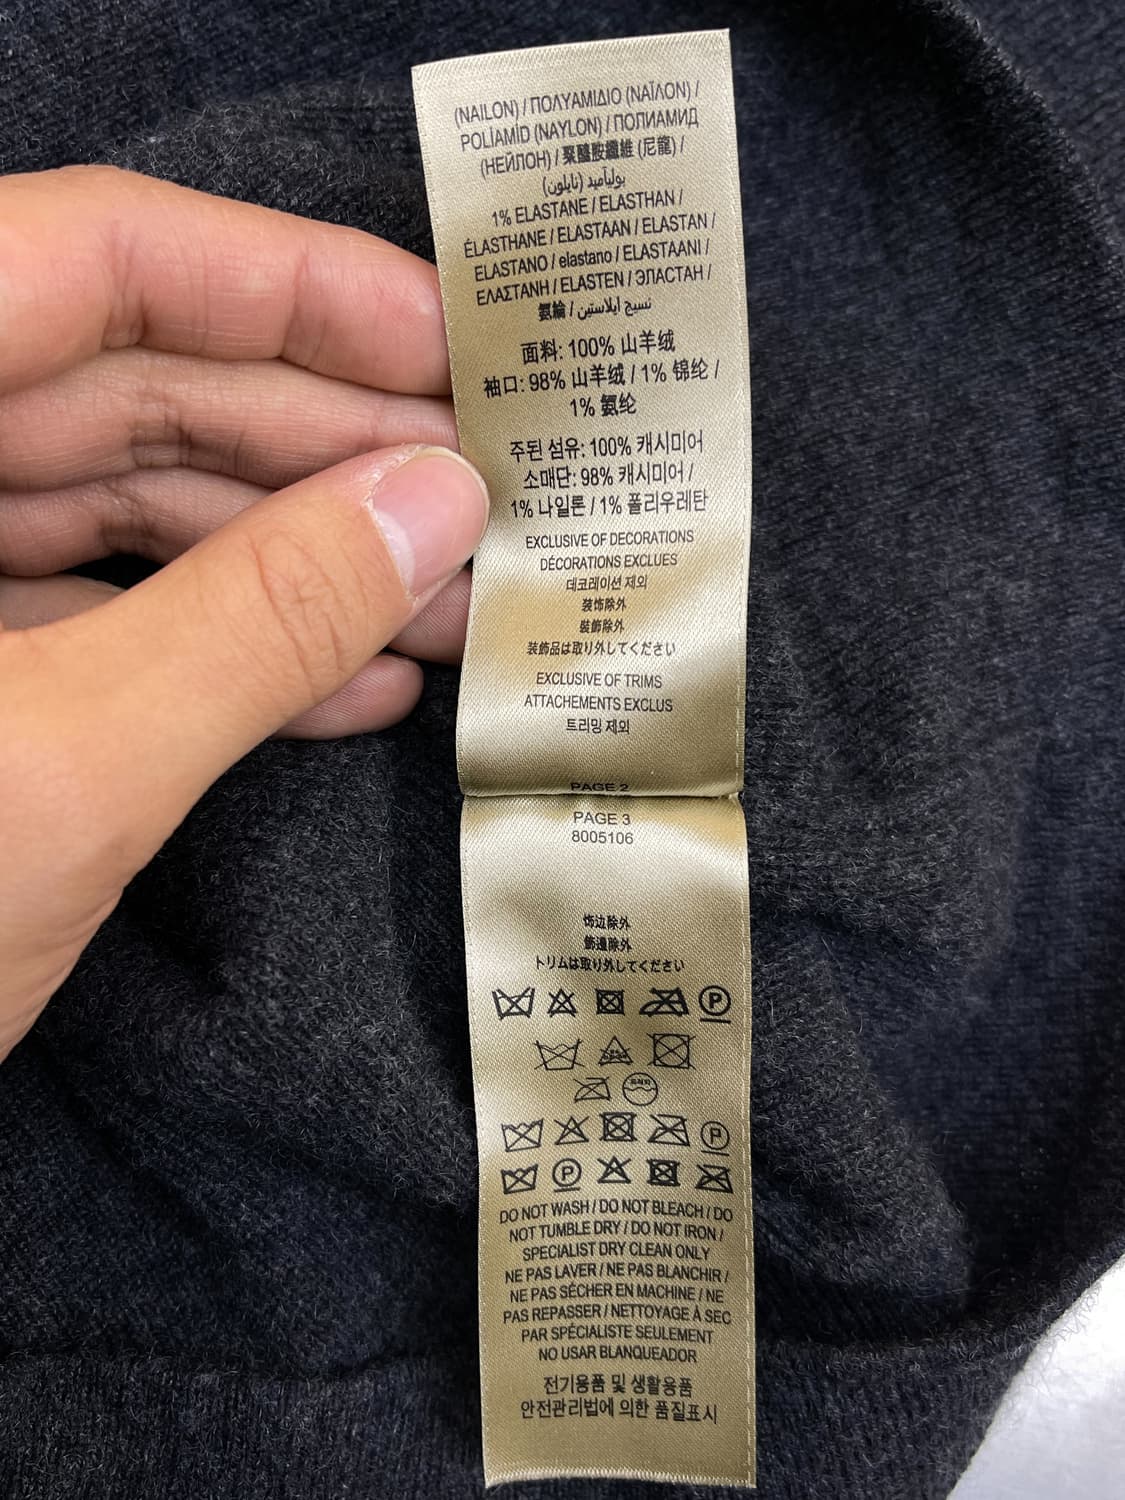 (NAILON) / ΠΟΛΥΑΜΙΔΙΟ (ΝΑΪΛΟΝ) /
POLİAMİD (NAYLON) / ПОЛИАМИД
(НЕЙЛОН) / 聚醯胺纖維 (尼龍) /
بوليأميد (نايلون)
1% ELASTANE / ELASTHAN /
ÉLASTHANE / ELASTAAN / ELASTAN /
ELASTANO / elastano / ELASTAANI /
ΕΛΑΣΤΑΝΗ / ELASTEN / ЭЛАСТАН /
氨綸 / نسيج ايلاستين
面料: 100% 山羊绒
袖口: 98% 山羊绒 / 1% 锦纶 /
1% 氨纶
주된 섬유: 100% 캐시미어
소매단: 98% 캐시미어 /
1% 나일론 / 1% 폴리우레탄
EXCLUSIVE OF DECORATIONS
DÉCORATIONS EXCLUES
데코레이션 제외
装饰除外
裝飾除外
装飾品は取り外してください
EXCLUSIVE OF TRIMS
ATTACHEMENTS EXCLUS
트리밍 제외
PAGE 2
PAGE 3
8005106
饰边除外
飾邊除外
トリムは取り外してください
P
P
P
DO NOT WASH / DO NOT BLEACH / DO
NOT TUMBLE DRY / DO NOT IRON /
SPECIALIST DRY CLEAN ONLY
NE PAS LAVER / NE PAS BLANCHIR /
NE PAS SÉCHER EN MACHINE / NE
PAS REPASSER / NETTOYAGE À SEC
PAR SPÉCIALISTE SEULEMENT
NO USAR BLANQUEADOR
전기용품 및 생활용품
안전관리법에 의한 품질표시